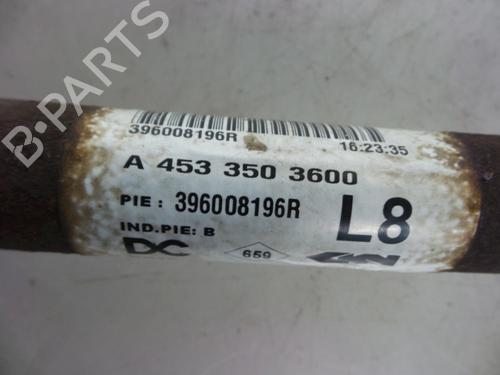 B-PARTS
396008196R
16:23:35
A 453 350 3600
PIE: 396008196R
L8
IND.PIE: B
DC
659